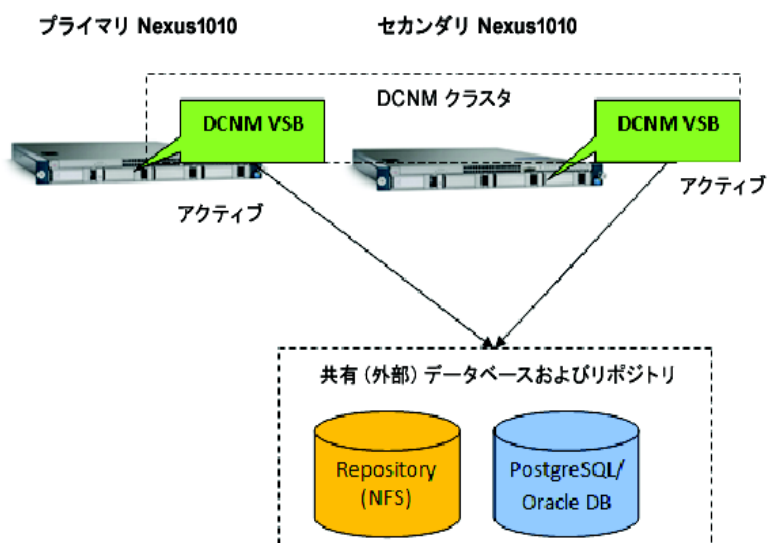 プライマリ Nexus1010
セカンダリ Nexus1010
DCNM クラスタ
DCNM VSB
DCNM VSB
アクティブ
アクティブ
共有 (外部) データベースおよびリポジトリ
Repository
(NFS)
PostgreSQL/
Oracle DB